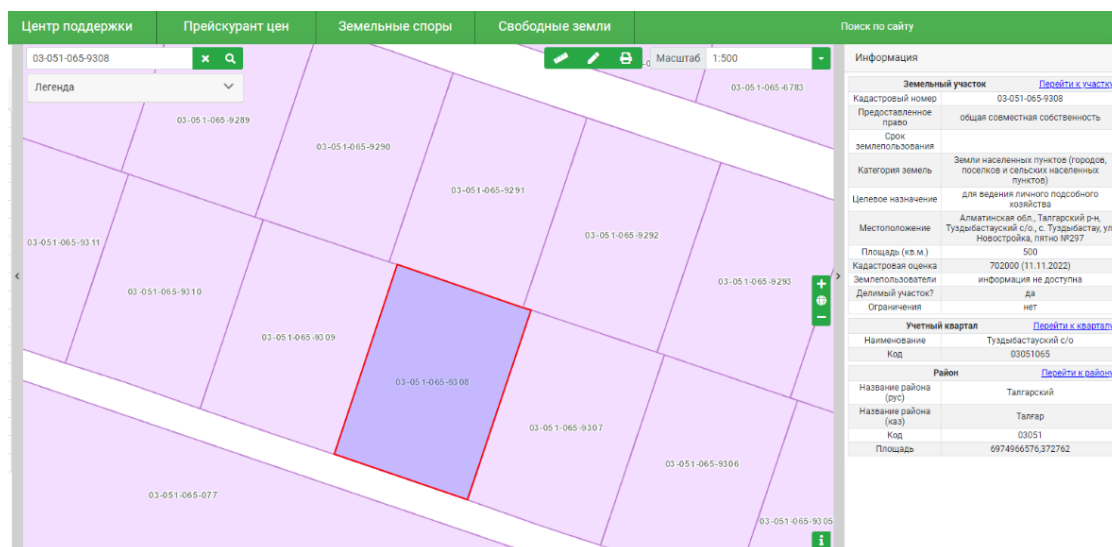 Центр поддержки
Прейскурант цен
Земельные споры
Свободные земли
Поиск по сайту
03-051-065-9308
Легенда
Масштаб 1:500
03-051-065-6783
03-051-065-9289
03-051-065-9290
03-051-065-9291
03-051-065-9292
03-051-065-9293
03-051-065-9311
03-051-065-9310
03-051-065-9309
03-051-065-9308
03-051-065-9307
03-051-065-9306
03-051-065-9305
03-051-065-077
Информация
Земельный участок Перейти к участку
Кадастровый номер 03-051-065-9308
Предоставленное право общая совместная собственность
Срок землепользования
Категория земель Земли населенных пунктов (городов, поселков и сельских населенных пунктов)
Целевое назначение для ведения личного подсобного хозяйства
Местоположение Алматинская обл., Талгарский р-н, Туздыбастауский с/о., с. Туздыбастау, ул Новостройка, пятно №297
Площадь (кв.м.) 500
Кадастровая оценка 702000 (11.11.2022)
Землепользователи информация не доступна
Делимый участок? да
Ограничения нет
Учетный квартал Перейти к кварталу
Наименование Туздыбастауский с/о
Код 03051065
Район Перейти к району
Название района (рус) Талгарский
Название района (каз) Талғар
Код 03051
Площадь 6974966576,372762